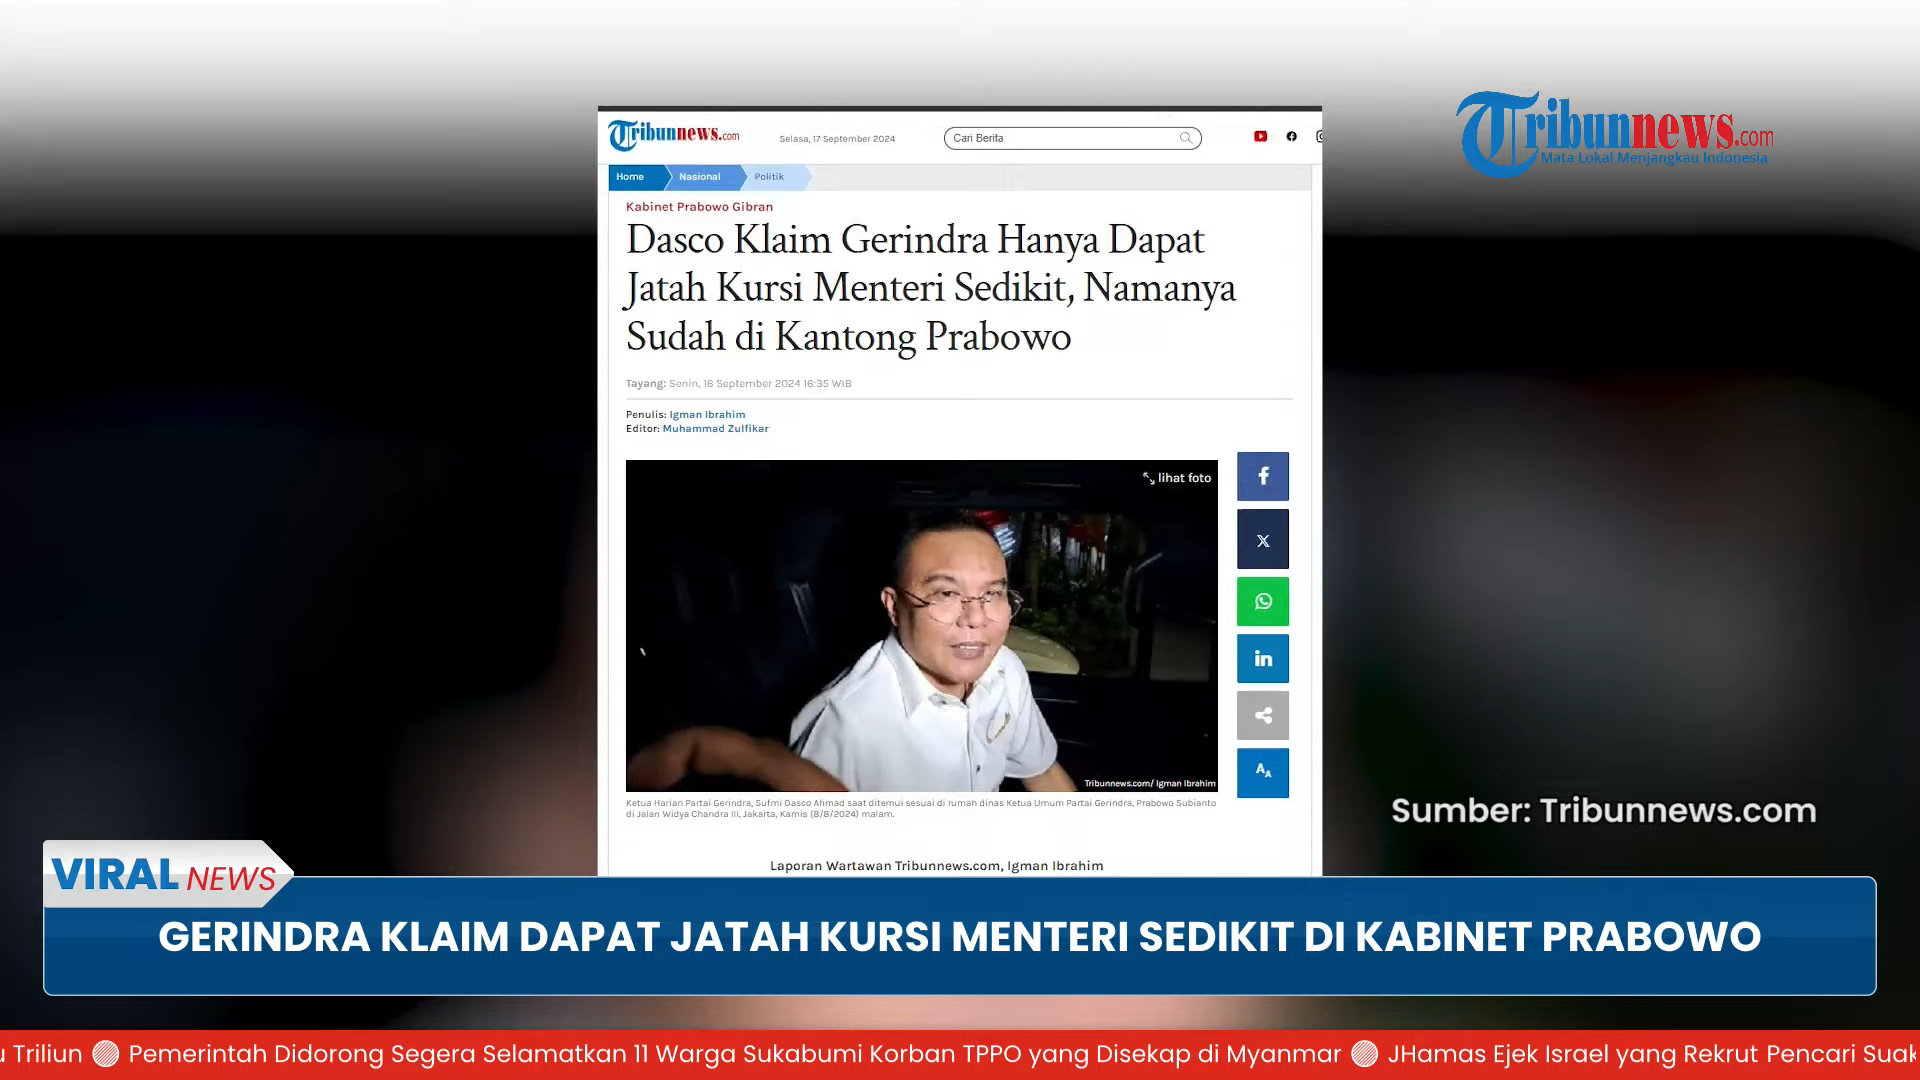 Tribunnews.com
Selasa, 17 September 2024
Cari Berita
Tribunnews.com
Mata Lokal Menjangkau Indonesia
Home
Nasional
Politik
Kabinet Prabowo Gibran
Dasco Klaim Gerindra Hanya Dapat
Jatah Kursi Menteri Sedikit, Namanya
Sudah di Kantong Prabowo
Tayang: Senin, 16 September 2024 16:35 WIB
Penulis: Igman Ibrahim
Editor: Muhammad Zulfikar
lihat foto
Tribunnews.com/ Igman Ibrahim
Ketua Harian Partai Gerindra, Sufmi Dasco Ahmad saat ditemui sesuai di rumah dinas Ketua Umum Partai Gerindra, Prabowo Subianto
di Jalan Widya Chandra III, Jakarta, Kamis (8/8/2024) malam.
Sumber: Tribunnews.com
Laporan Wartawan Tribunnews.com, Igman Ibrahim
VIRAL NEWS
GERINDRA KLAIM DAPAT JATAH KURSI MENTERI SEDIKIT DI KABINET PRABOWO
u Triliun Pemerintah Didorong Segera Selamatkan 11 Warga Sukabumi Korban TPPO yang Disekap di Myanmar JHamas Ejek Israel yang Rekrut Pencari Suak